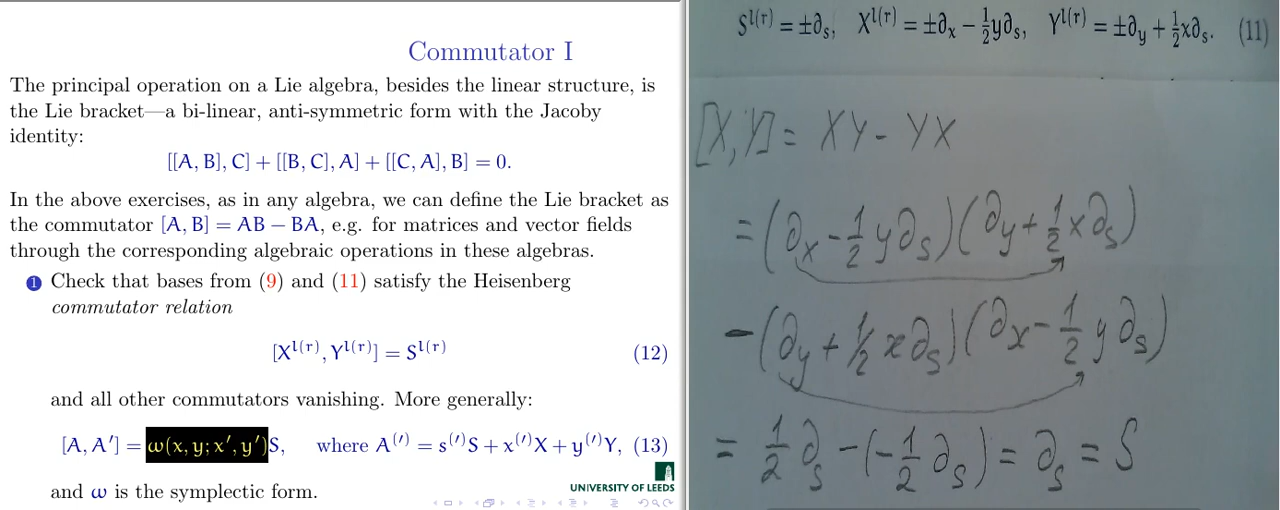 Commutator I
The principal operation on a Lie algebra, besides the linear structure, is
the Lie bracket—a bi-linear, anti-symmetric form with the Jacoby
identity:
[[A, B], C] + [[B, C], A] + [[C, A], B] = 0.
In the above exercises, as in any algebra, we can define the Lie bracket as
the commutator [A, B] = AB − BA, e.g. for matrices and vector fields
through the corresponding algebraic operations in these algebras.
1 Check that bases from (9) and (11) satisfy the Heisenberg
commutator relation
[X^{l(r)}, Y^{l(r)}] = S^{l(r)} (12)
and all other commutators vanishing. More generally:
[A, A′] = ω(x, y; x′, y′)S, where A^{(′)} = s^{(′)}S + x^{(′)}X + y^{(′)}Y, (13)
and ω is the symplectic form.
UNIVERSITY OF LEEDS
S^{l(r)} = ±∂_s, X^{l(r)} = ±∂_x − ½y∂_s, Y^{l(r)} = ±∂_y + ½x∂_s. (11)
[X, Y] = XY − YX
= (∂_x − ½ y∂_s)(∂_y + ½ x∂_s)
− (∂_y + ½ x∂_s)(∂_x − ½ y∂_s)
= ½ ∂_s − (−½ ∂_s) = ∂_s = S